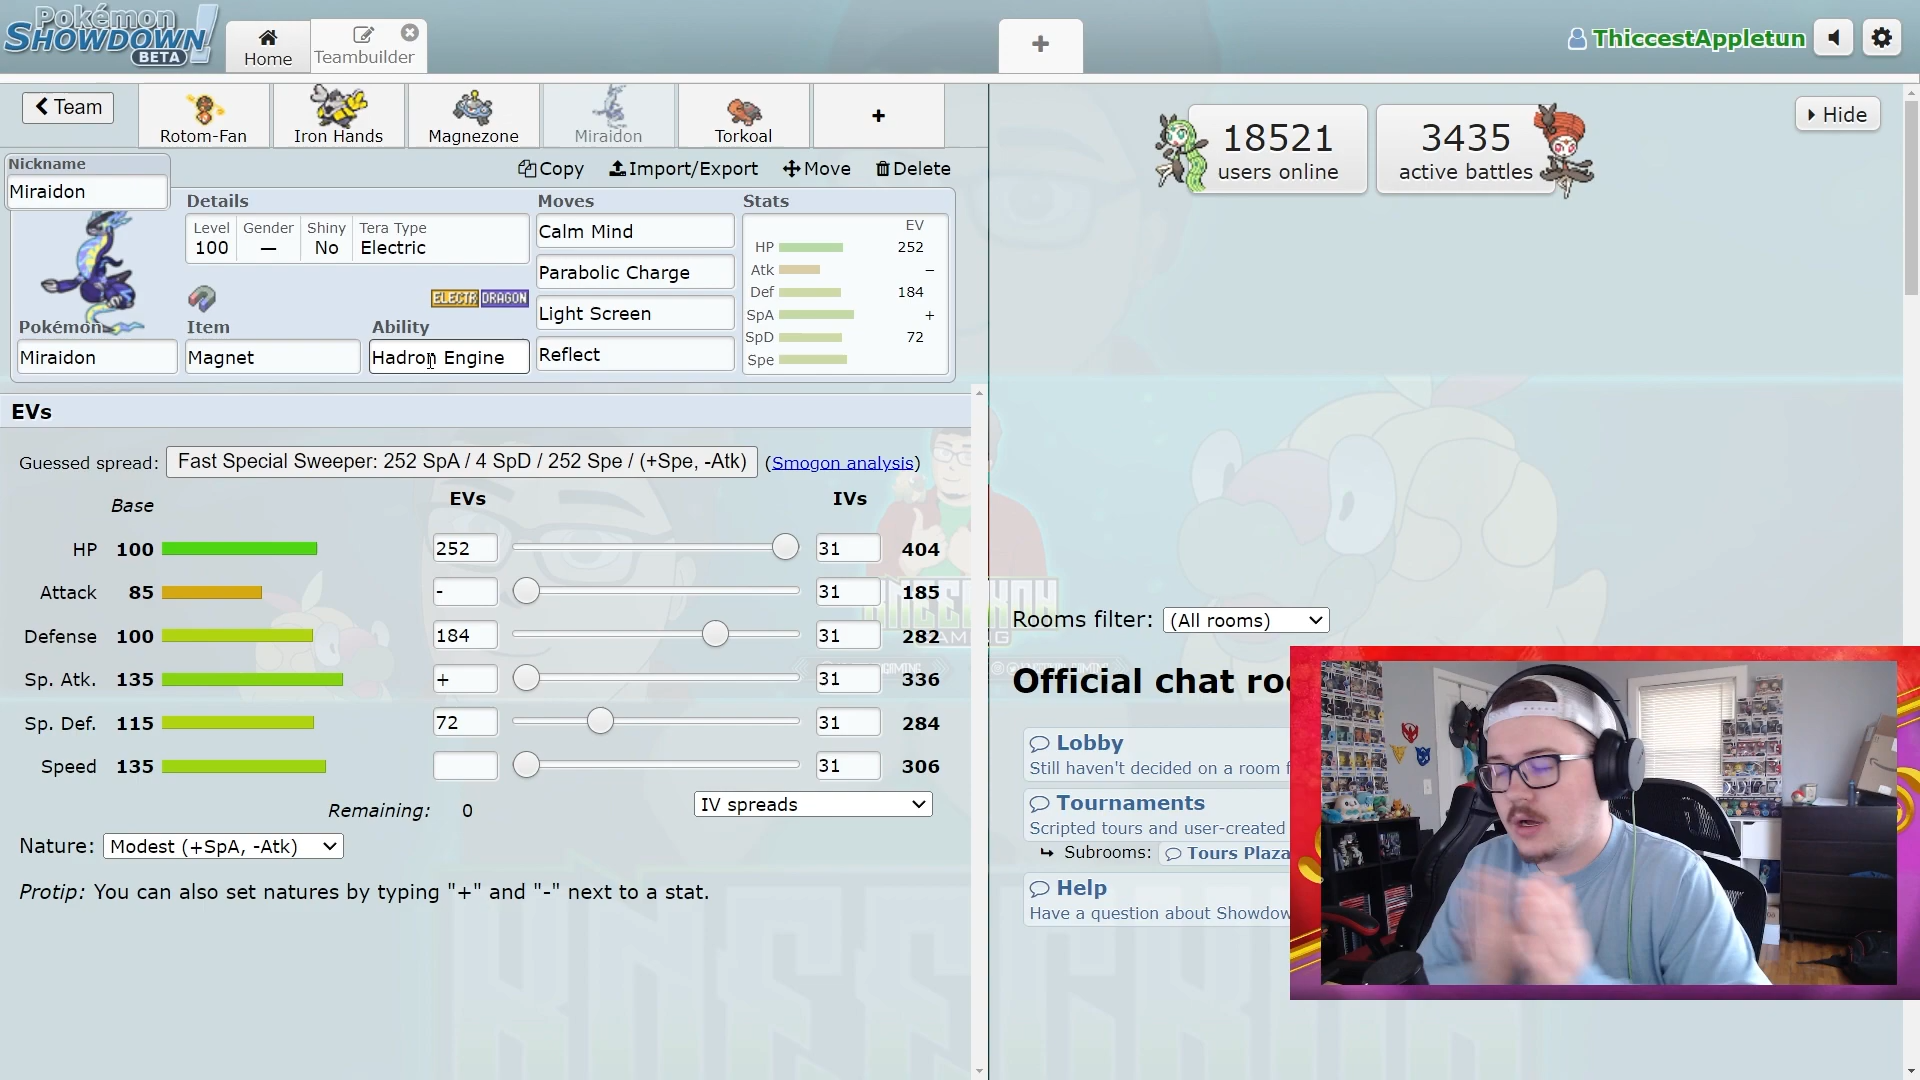 Pokémon
SHOWDOWN!
BETA
Home
Teambuilder
+
ThiccestAppletun
Team
Rotom-Fan
Iron Hands
Magnezone
Miraidon
Torkoal
+
18521
users online
3435
active battles
Hide
Nickname
Miraidon
Copy
Import/Export
Move
Delete
Details
Moves
Stats
Level
Gender
Shiny
Tera Type
100
—
No
Electric
ELECTR
DRAGON
Pokémon
Item
Ability
Miraidon
Magnet
Hadron Engine
Calm Mind
Parabolic Charge
Light Screen
Reflect
EV
HP
252
Atk
–
Def
184
SpA
+
SpD
72
Spe
EVs
Guessed spread:
Fast Special Sweeper: 252 SpA / 4 SpD / 252 Spe / (+Spe, -Atk)
(Smogon analysis)
Base
EVs
IVs
HP 100 252 31 404
Attack 85 - 31 185
Defense 100 184 31 282
Sp. Atk. 135 + 31 336
Sp. Def. 115 72 31 284
Speed 135 31 306
Remaining: 0
IV spreads
Nature: Modest (+SpA, -Atk)
Protip: You can also set natures by typing "+" and "-" next to a stat.
Rooms filter: (All rooms)
Official chat roo
Lobby
Still haven't decided on a room f
Tournaments
Scripted tours and user-created
Subrooms: Tours Plaza
Help
Have a question about Showdow